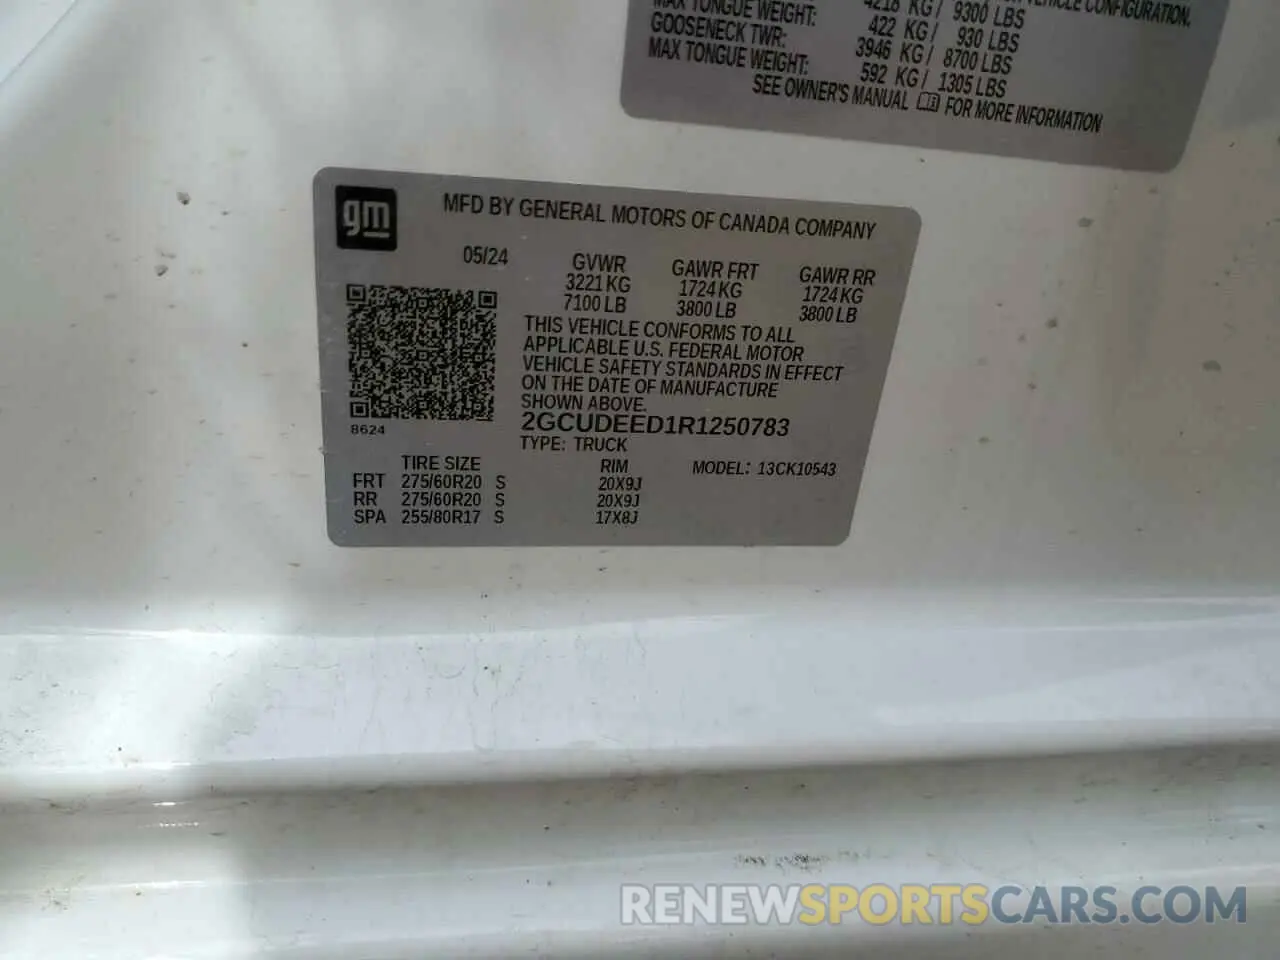 VEHICLE CONFIGURATION.
4218 KG/ 9300 LBS
MAX TONGUE WEIGHT: 422 KG/ 930 LBS
GOOSENECK TWR: 3946 KG/ 8700 LBS
MAX TONGUE WEIGHT: 592 KG/ 1305 LBS
SEE OWNER'S MANUAL FOR MORE INFORMATION
gm
MFD BY GENERAL MOTORS OF CANADA COMPANY
05/24 GVWR GAWR FRT GAWR RR
3221 KG 1724 KG 1724 KG
7100 LB 3800 LB 3800 LB
THIS VEHICLE CONFORMS TO ALL
APPLICABLE U.S. FEDERAL MOTOR
VEHICLE SAFETY STANDARDS IN EFFECT
ON THE DATE OF MANUFACTURE
SHOWN ABOVE.
8624
2GCUDEED1R1250783
TYPE: TRUCK
TIRE SIZE RIM MODEL: 13CK10543
FRT 275/60R20 S 20X9J
RR 275/60R20 S 20X9J
SPA 255/80R17 S 17X8J
RENEWSPORTSCARS.COM